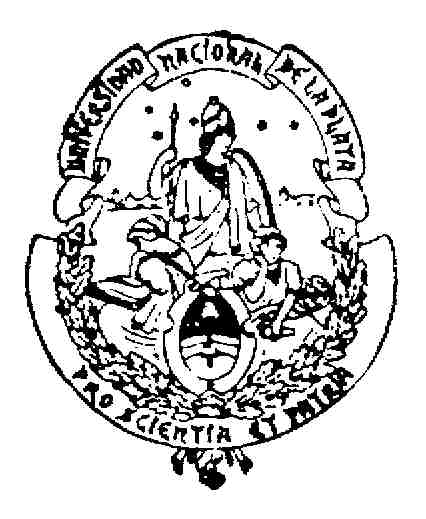 UNIVERSIDAD NACIONAL DE LA PLATA
PRO SCIENTIA ET PATRIA